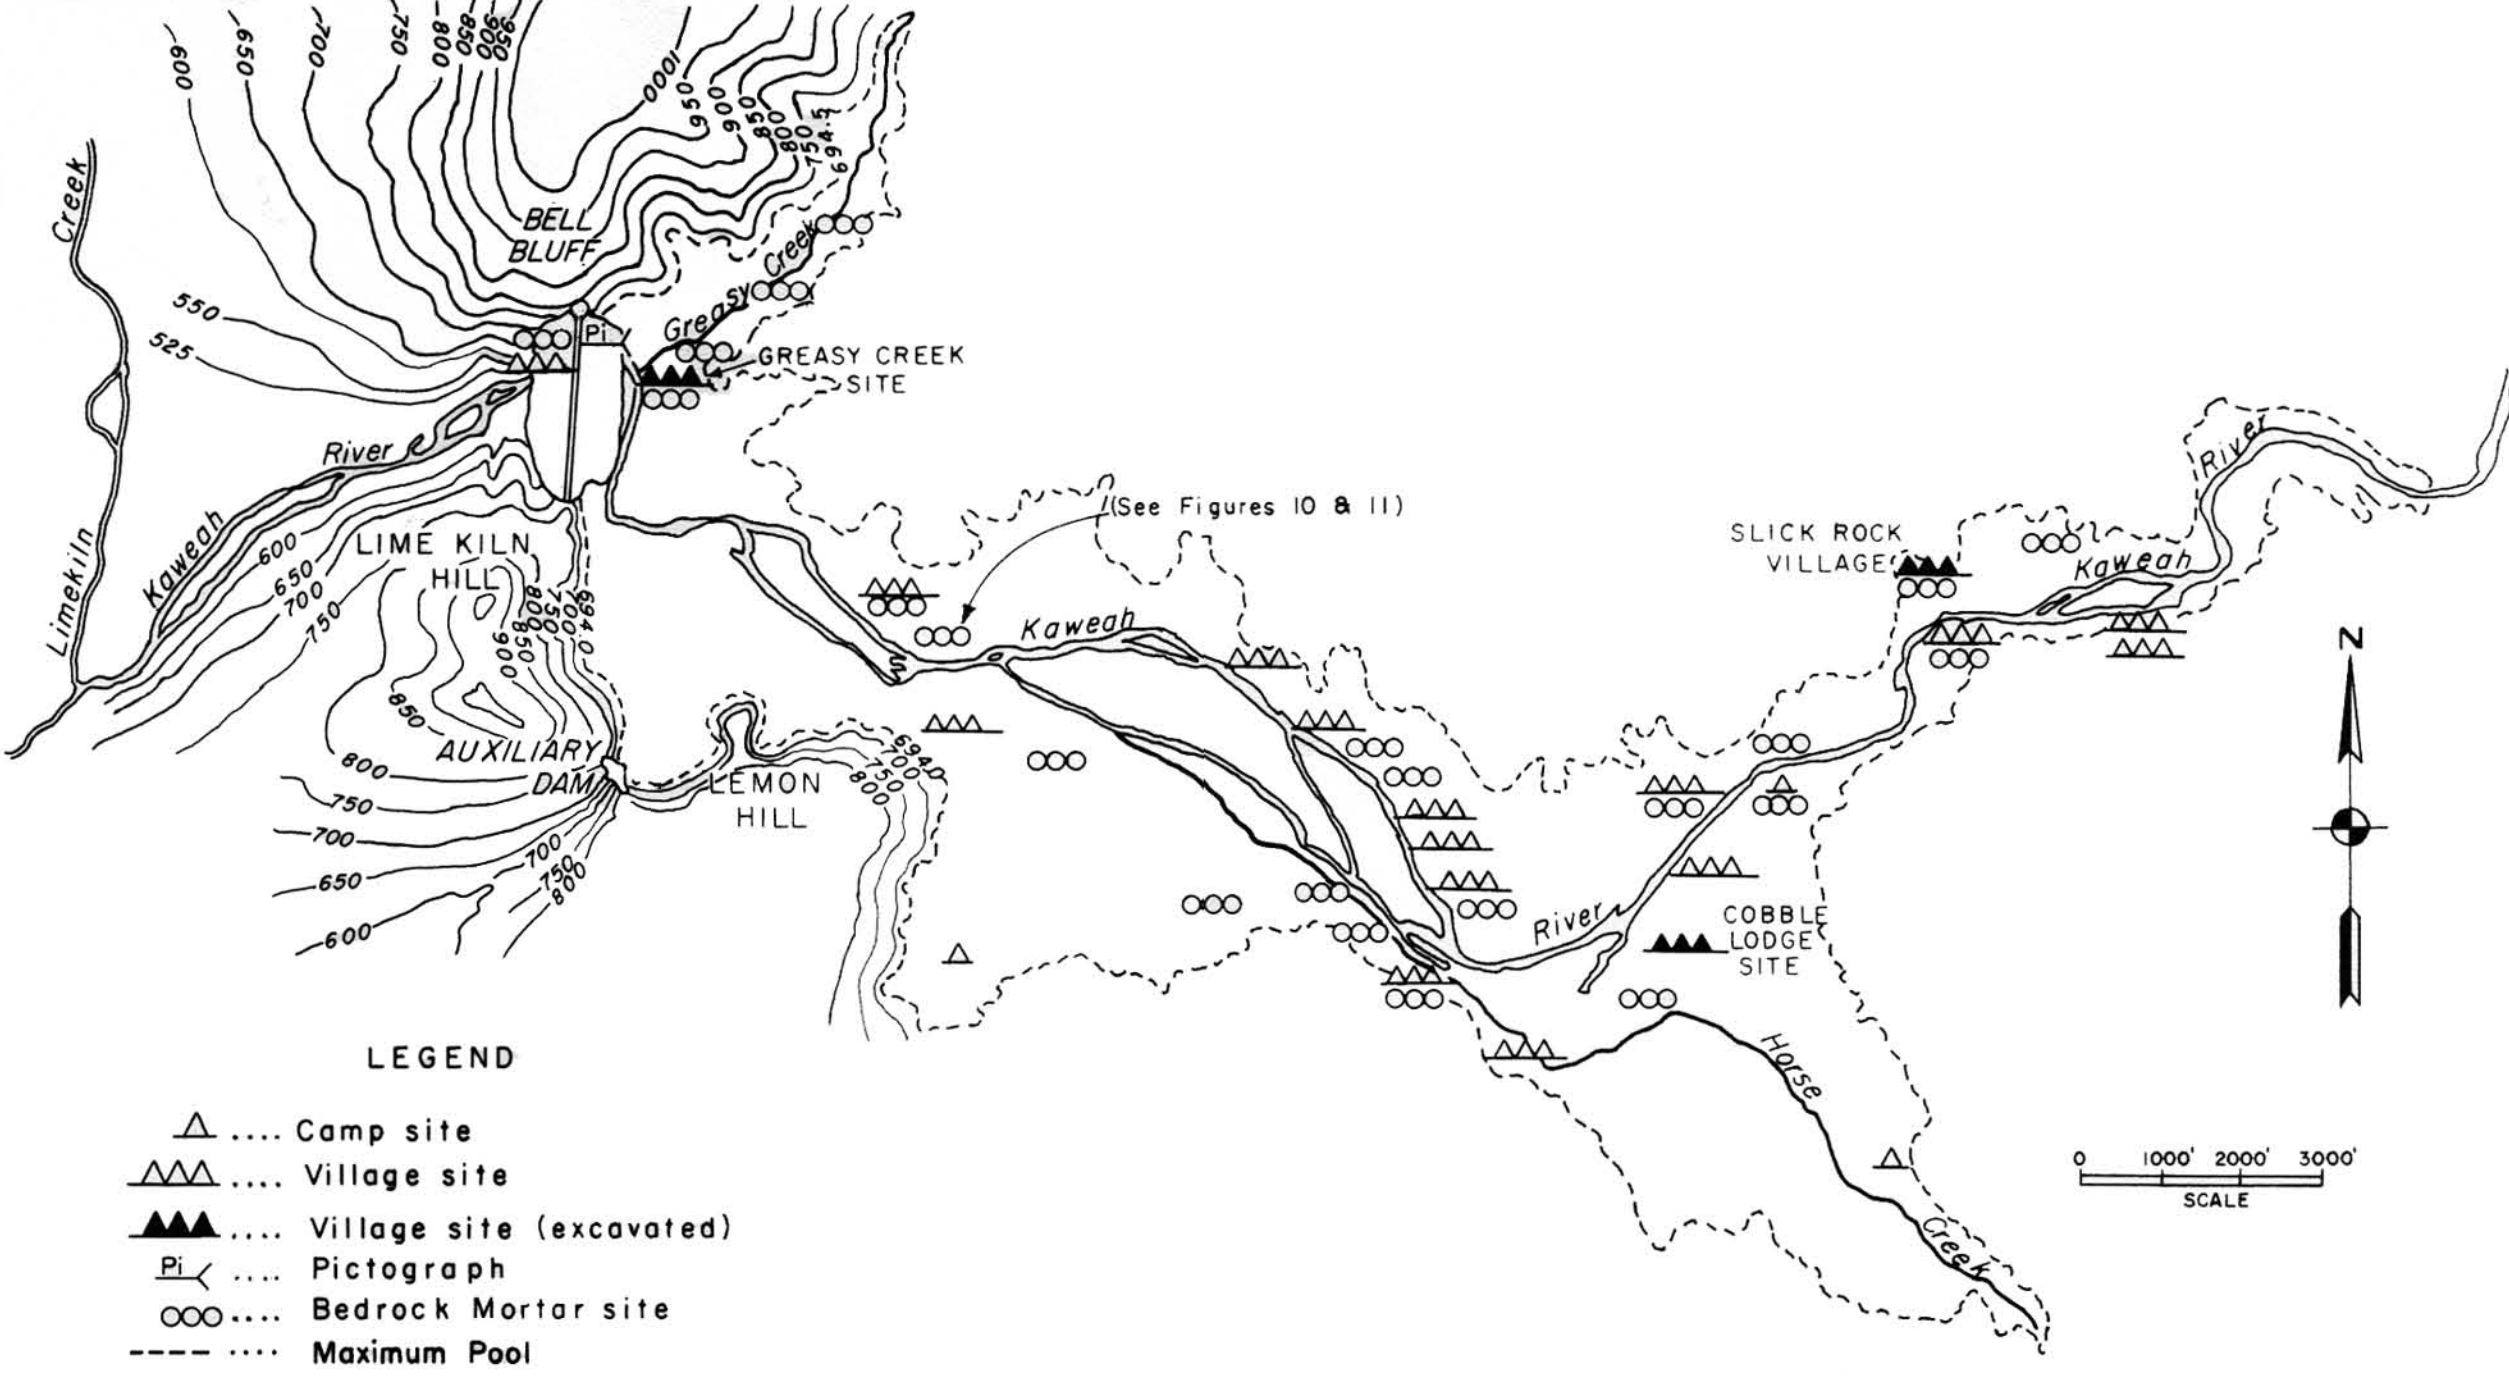 600
650
700
750
800
850
900
950
1000
950
900
850
800
750
694.5
Creek
BELL
BLUFF
Greasy Creek
550
525
Pi
GREASY CREEK
SITE
River
Kaweah
Limekiln
LIME KILN
HILL
600
650
700
750
800
750
700
694.0
850
900
850
(See Figures 10 & 11)
Kaweah
SLICK ROCK
VILLAGE
River
Kaweah
N
AUXILIARY
DAM
LEMON
HILL
694.0
700
750
800
800
750
700
650
600
700
750
800
River
COBBLE
LODGE
SITE
Horse
Creek
0 1000' 2000' 3000'
SCALE
LEGEND
.... Camp site
.... Village site
.... Village site (excavated)
Pi .... Pictograph
.... Bedrock Mortar site
.... Maximum Pool